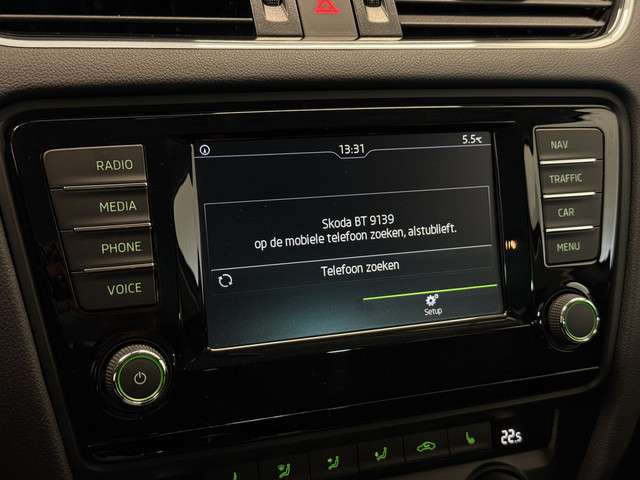 13:31
5.5°C
RADIO
MEDIA
PHONE
VOICE
Skoda BT 9139
op de mobiele telefoon zoeken, alstublieft.
Telefoon zoeken
Setup
NAV
TRAFFIC
CAR
MENU
22.5